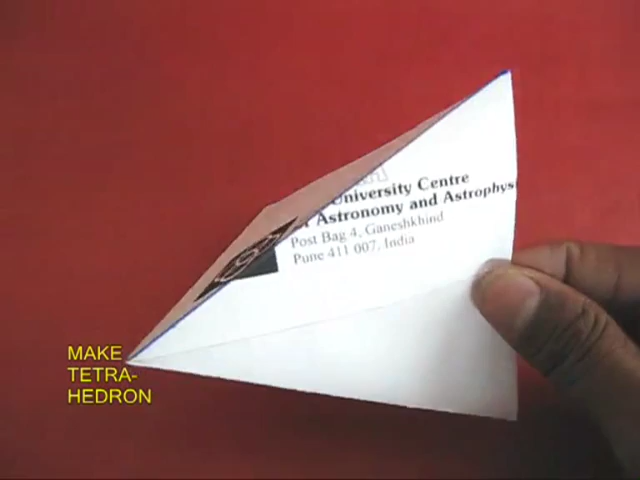 University Centre
Astronomy and Astrophys
Post Bag 4, Ganeshkhind
Pune 411 007, India
MAKE
TETRA-
HEDRON